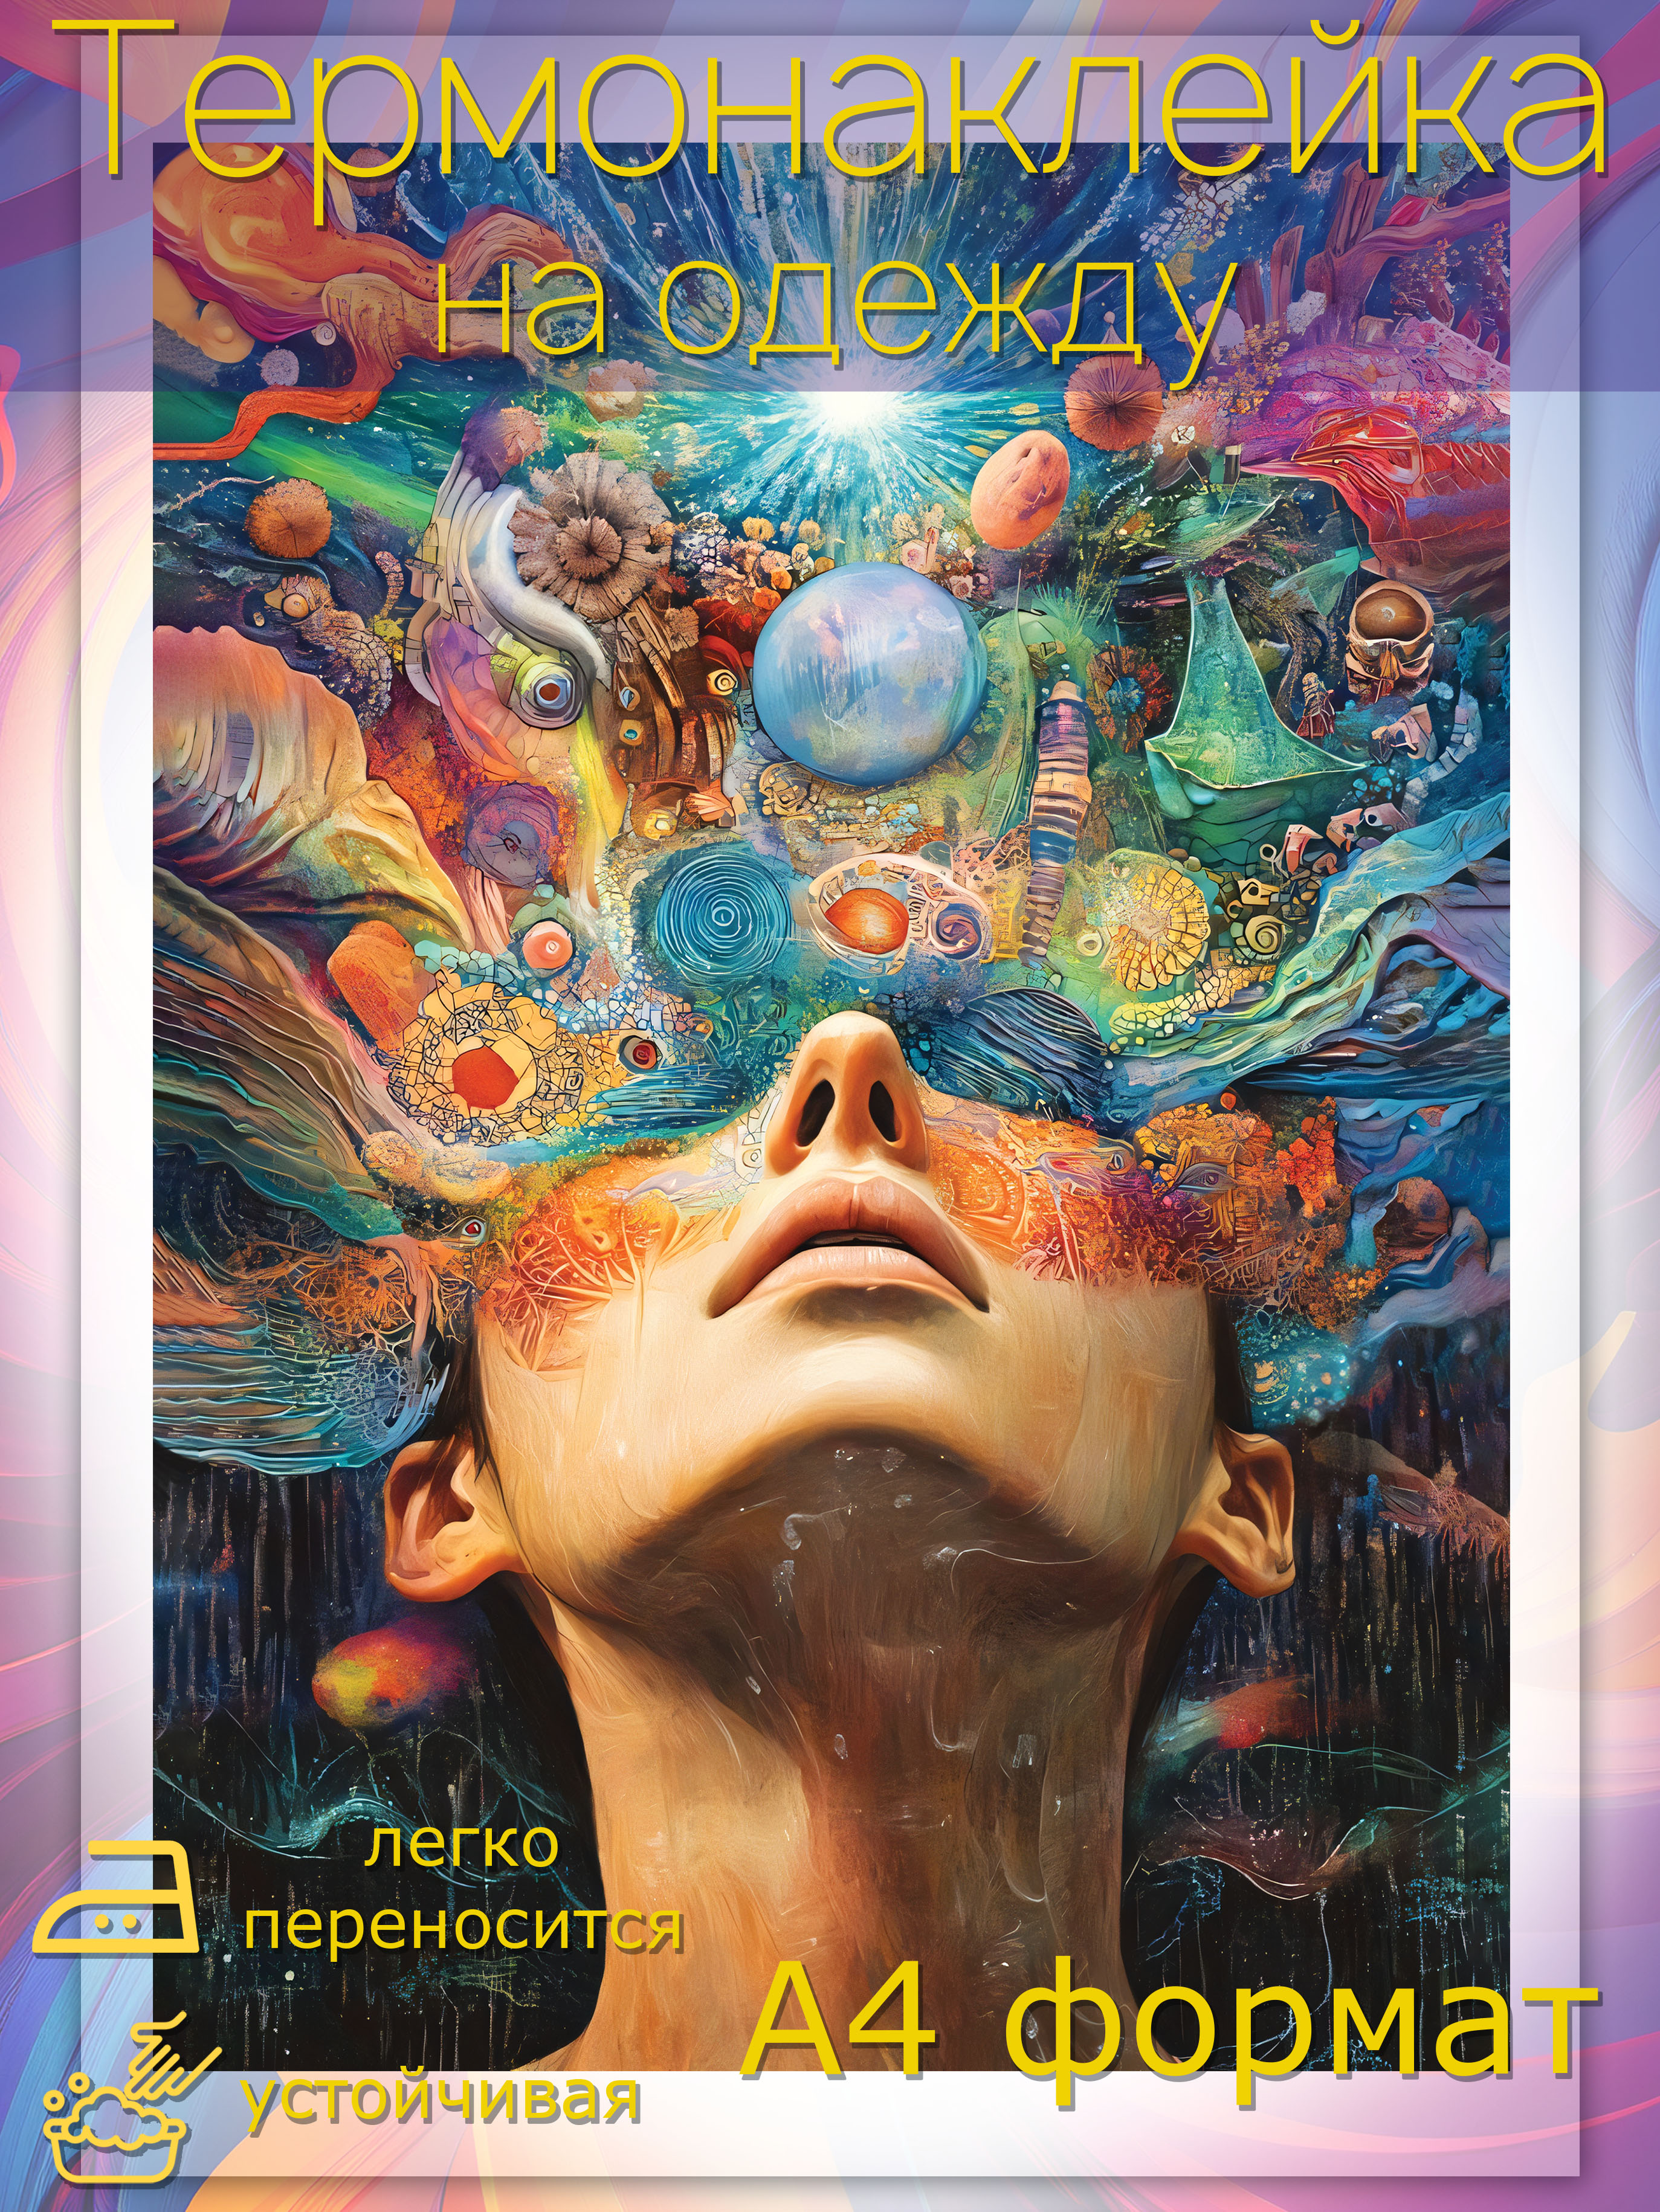 Термонаклейка
на одежду
легко
переносится
А4 формат
устойчивая